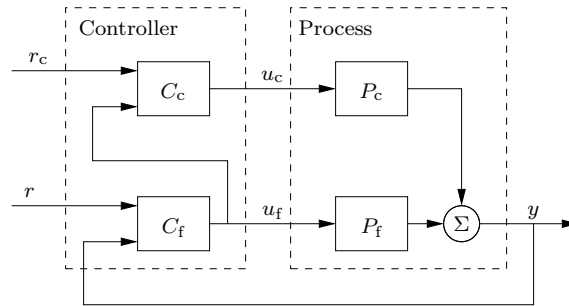 Controller
Process
r_c
C_c
u_c
P_c
r
C_f
u_f
P_f
Σ
y